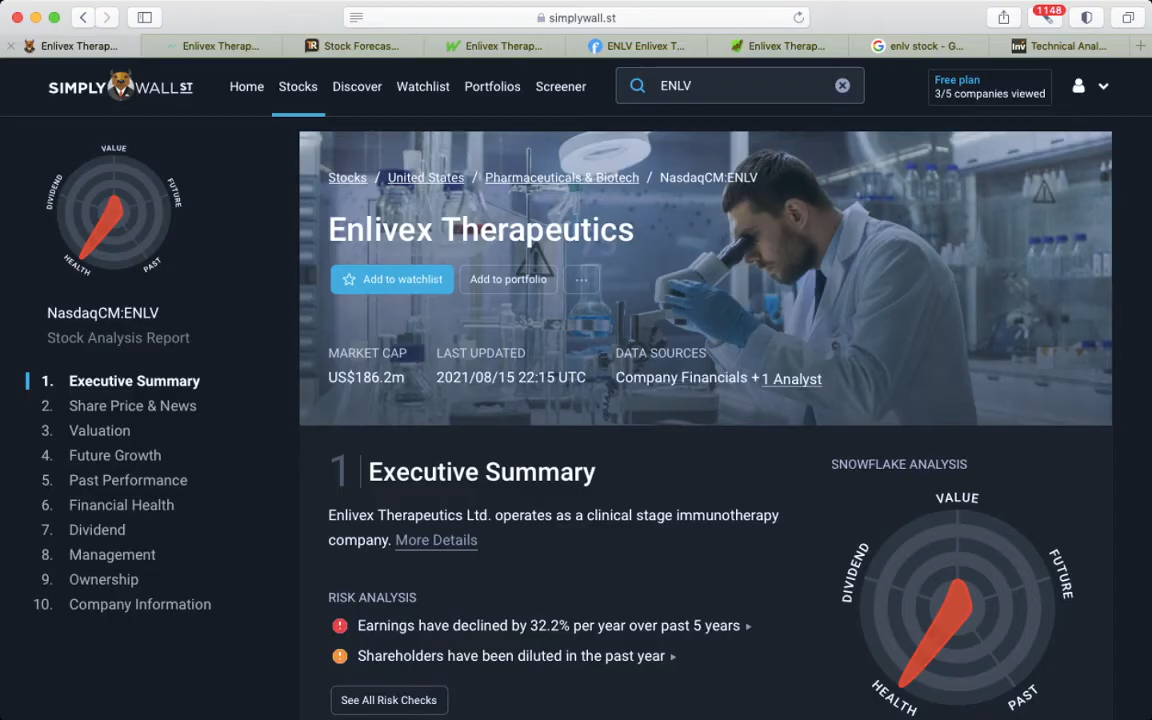 simplywall.st
1148
Enlivex Therap...
Enlivex Therap...
Stock Forecas...
Enlivex Therap...
ENLV Enlivex T...
Enlivex Therap...
enlv stock - G...
Technical Anal...
SIMPLY WALLST
Home
Stocks
Discover
Watchlist
Portfolios
Screener
ENLV
Free plan
3/5 companies viewed
VALUE
FUTURE
PAST
HEALTH
DIVIDEND
NasdaqCM:ENLV
Stock Analysis Report
1. Executive Summary
2. Share Price & News
3. Valuation
4. Future Growth
5. Past Performance
6. Financial Health
7. Dividend
8. Management
9. Ownership
10. Company Information
Stocks / United States / Pharmaceuticals & Biotech / NasdaqCM:ENLV
Enlivex Therapeutics
Add to watchlist
Add to portfolio
...
MARKET CAP
US$186.2m
LAST UPDATED
2021/08/15 22:15 UTC
DATA SOURCES
Company Financials + 1 Analyst
1 Executive Summary
Enlivex Therapeutics Ltd. operates as a clinical stage immunotherapy
company. More Details
RISK ANALYSIS
Earnings have declined by 32.2% per year over past 5 years
Shareholders have been diluted in the past year
See All Risk Checks
SNOWFLAKE ANALYSIS
VALUE
FUTURE
PAST
HEALTH
DIVIDEND